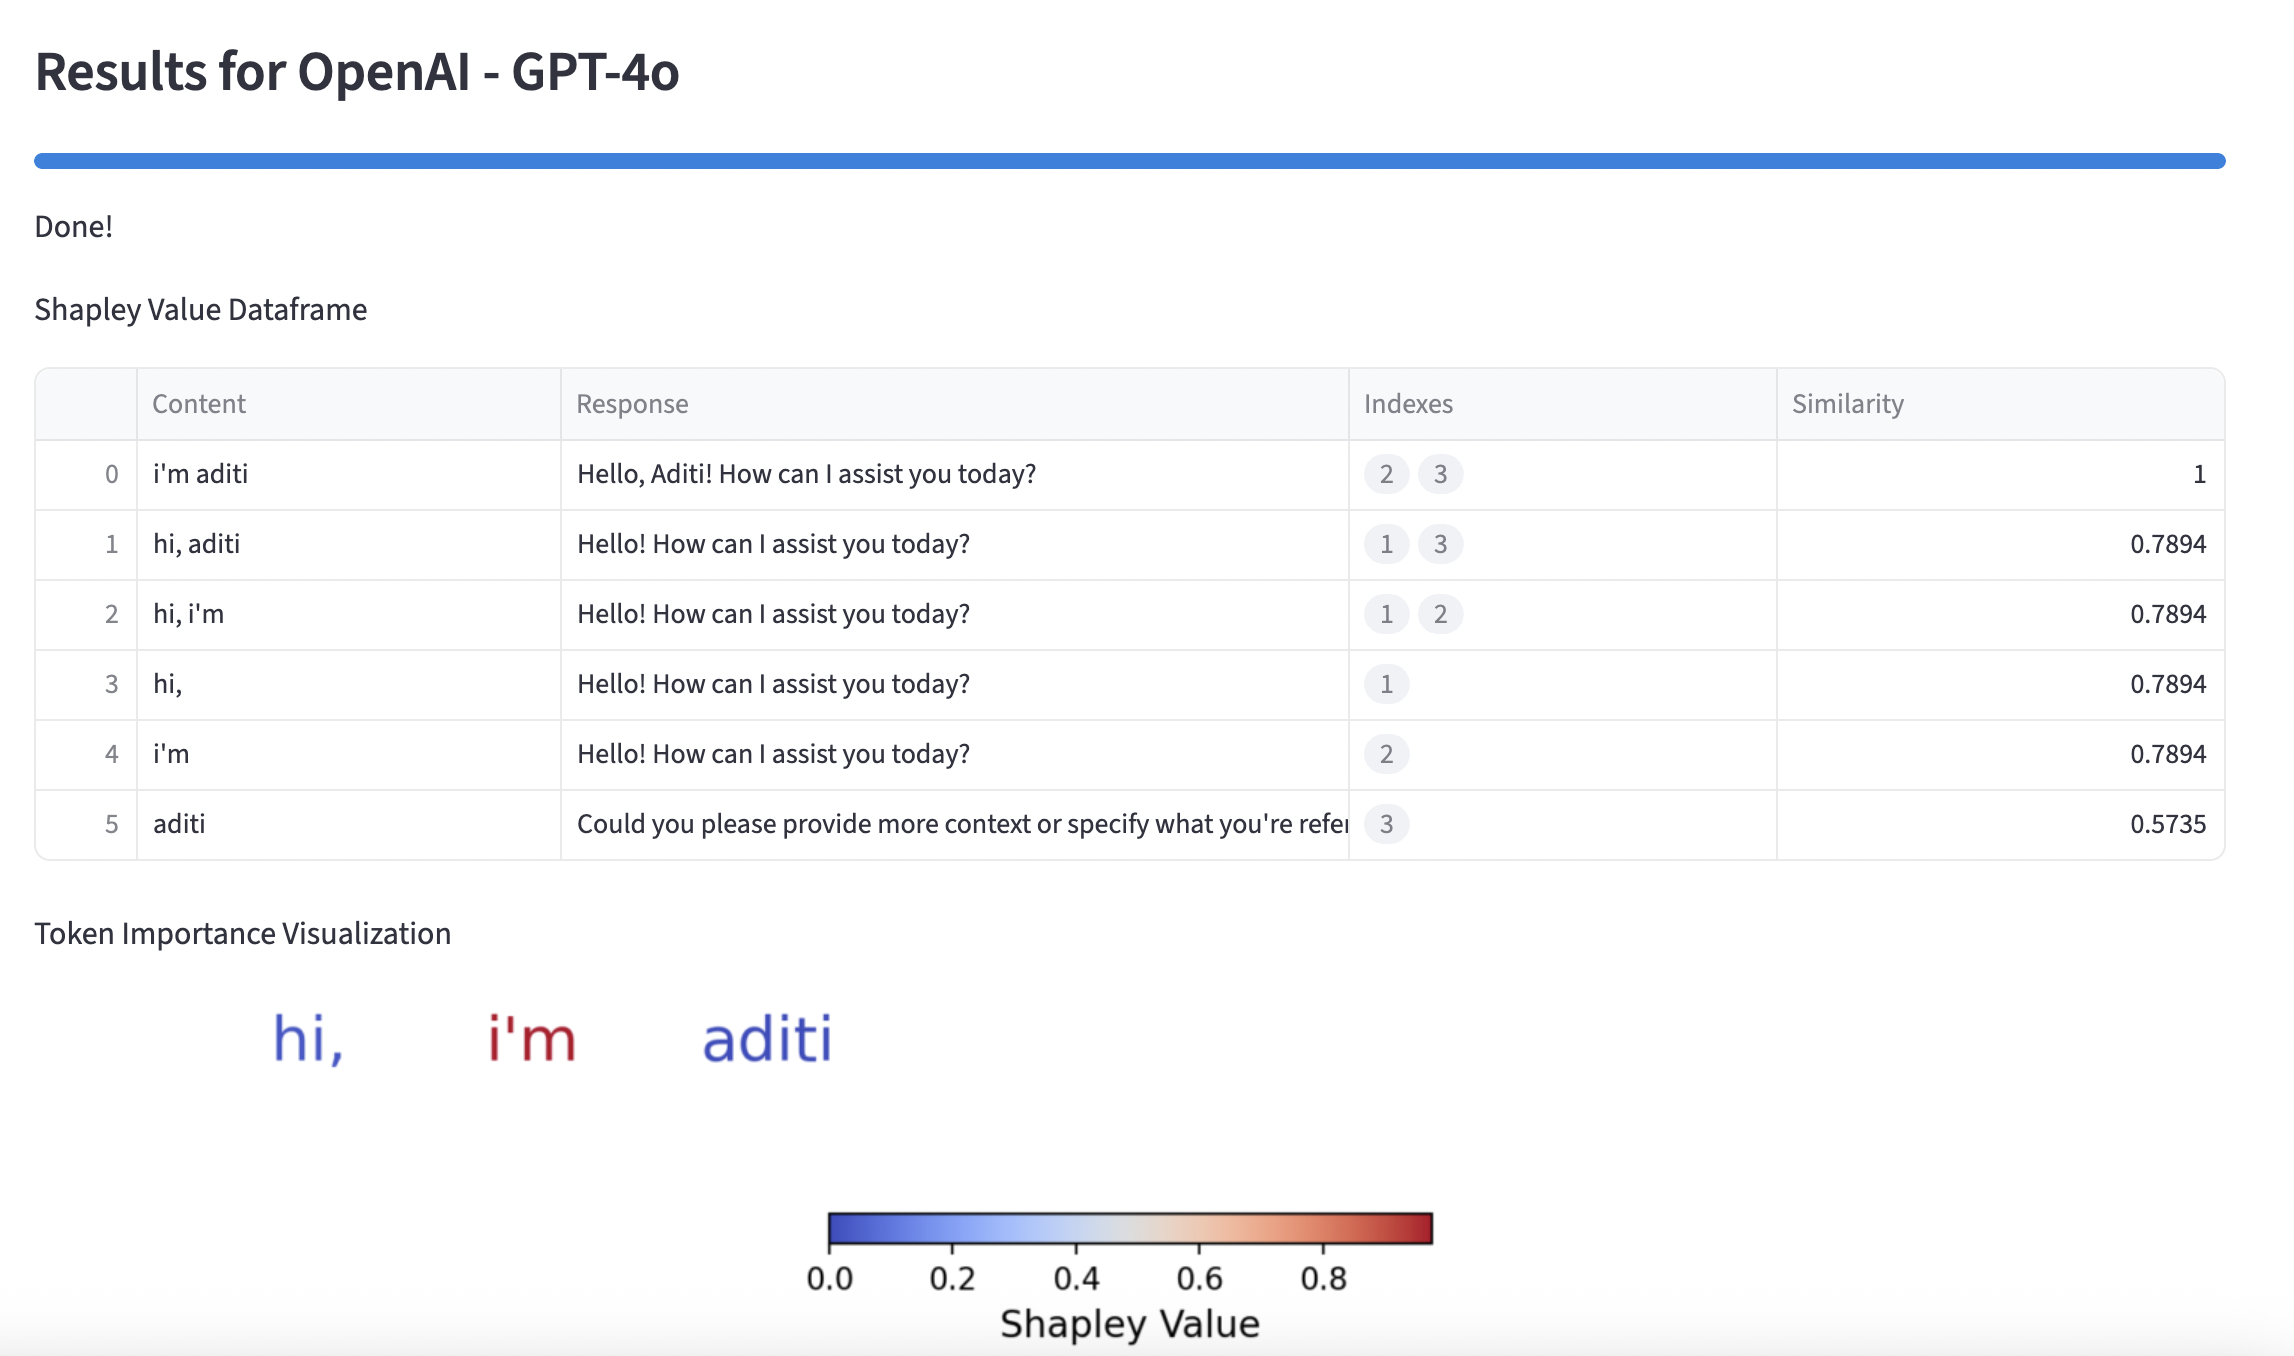 Results for OpenAI - GPT-4o
Done!
Shapley Value Dataframe
Content Response Indexes Similarity
0 i'm aditi Hello, Aditi! How can I assist you today? 2 3 1
1 hi, aditi Hello! How can I assist you today? 1 3 0.7894
2 hi, i'm Hello! How can I assist you today? 1 2 0.7894
3 hi, Hello! How can I assist you today? 1 0.7894
4 i'm Hello! How can I assist you today? 2 0.7894
5 aditi Could you please provide more context or specify what you're refer 3 0.5735
Token Importance Visualization
hi, i'm aditi
0.0 0.2 0.4 0.6 0.8
Shapley Value